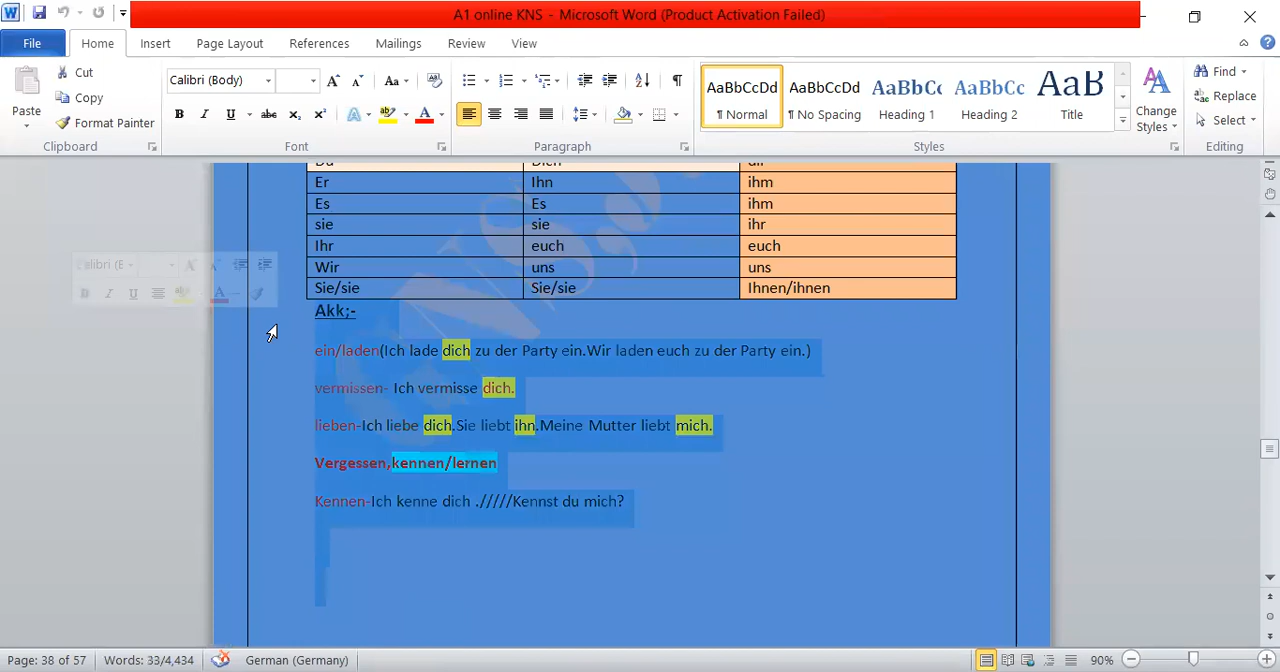 A1 online KNS - Microsoft Word (Product Activation Failed)
File Home Insert Page Layout References Mailings Review View
Cut
Copy
Format Painter
Paste
Calibri (Body)
AaBbCcDd AaBbCcDd AaBbCc AaBbCc AaB
¶ Normal ¶ No Spacing Heading 1 Heading 2 Title
Change Styles
Find
Replace
Select
Clipboard Font Paragraph Styles Editing
Du Dich dir
Er Ihn ihm
Es Es ihm
sie sie ihr
Ihr euch euch
Wir uns uns
Sie/sie Sie/sie Ihnen/ihnen
Akk;-
ein/laden(Ich lade dich zu der Party ein.Wir laden euch zu der Party ein.)
vermissen- Ich vermisse dich.
lieben-Ich liebe dich.Sie liebt ihn.Meine Mutter liebt mich.
Vergessen,kennen/lernen
Kennen-Ich kenne dich ./////Kennst du mich?
Page: 38 of 57 Words: 33/4,434 German (Germany) 90%